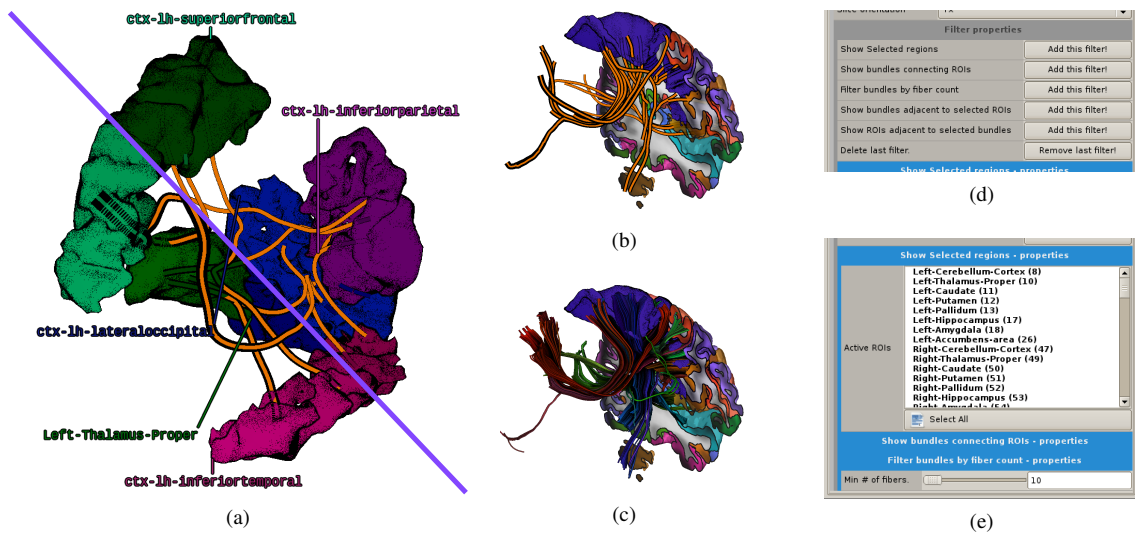 ctx-lh-superiorfrontal
ctx-lh-inferiorparietal
ctx-lh-lateraloccipital
Left-Thalamus-Proper
ctx-lh-inferiortemporal
(a)
(b)
(c)
Filter properties
Show Selected regions Add this filter!
Show bundles connecting ROIs Add this filter!
Filter bundles by fiber count Add this filter!
Show bundles adjacent to selected ROIs Add this filter!
Show ROIs adjacent to selected bundles Add this filter!
Delete last filter. Remove last filter!
Show Selected regions - properties
(d)
Show Selected regions - properties
Active ROIs
Left-Cerebellum-Cortex (8)
Left-Thalamus-Proper (10)
Left-Caudate (11)
Left-Putamen (12)
Left-Pallidum (13)
Left-Hippocampus (17)
Left-Amygdala (18)
Left-Accumbens-area (26)
Right-Cerebellum-Cortex (47)
Right-Thalamus-Proper (49)
Right-Caudate (50)
Right-Putamen (51)
Right-Pallidum (52)
Right-Hippocampus (53)
Right-Amygdala (54)
Select All
Show bundles connecting ROIs - properties
Filter bundles by fiber count - properties
Min # of fibers. 10
(e)